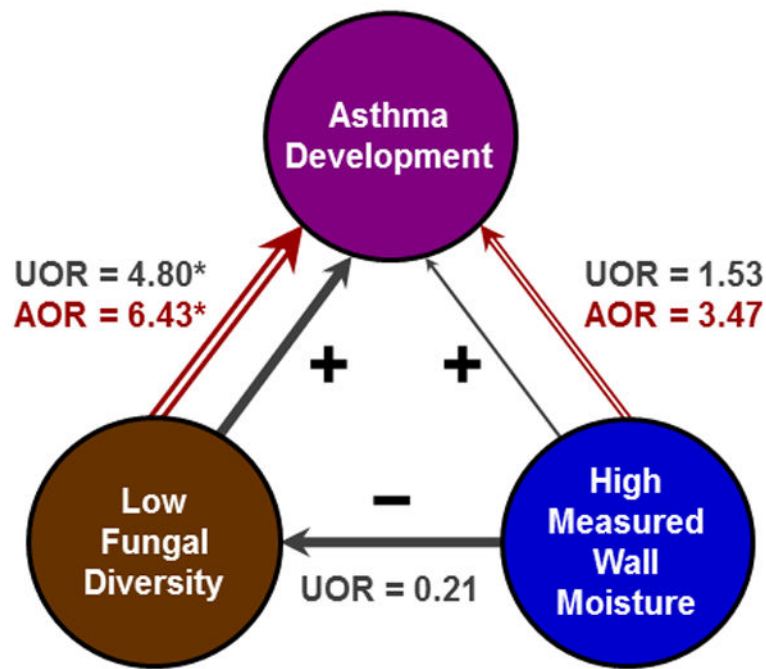 Asthma
Development
UOR = 4.80*
AOR = 6.43*
UOR = 1.53
AOR = 3.47
+
+
Low
Fungal
Diversity
−
UOR = 0.21
High
Measured
Wall
Moisture